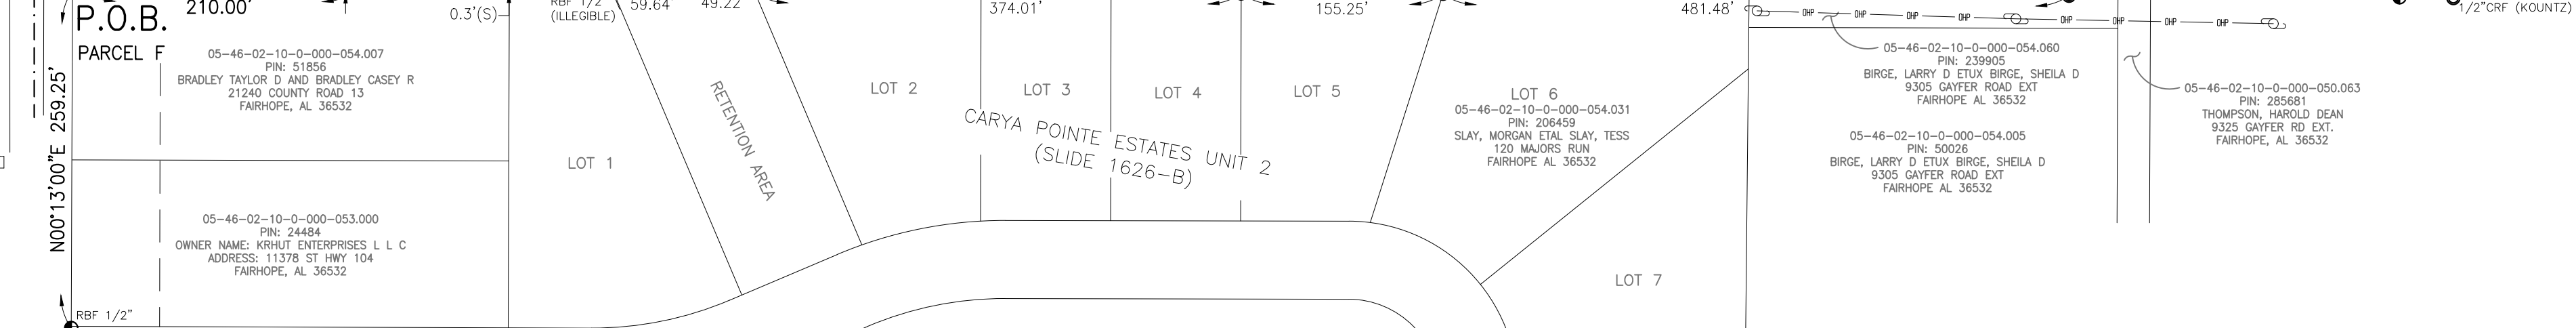 P.O.B.
PARCEL F
210.00'
0.3'(S)
RBF 1/2"
(ILLEGIBLE)
59.64'
49.22'
374.01'
155.25'
481.48'
OHP OHP OHP OHP OHP OHP OHP OHP
1/2"CRF (KOUNTZ)
N00°13'00"E 259.25'
05-46-02-10-0-000-054.007
PIN: 51856
BRADLEY TAYLOR D AND BRADLEY CASEY R
21240 COUNTY ROAD 13
FAIRHOPE, AL 36532
05-46-02-10-0-000-053.000
PIN: 24484
OWNER NAME: KRHUT ENTERPRISES L L C
ADDRESS: 11378 ST HWY 104
FAIRHOPE, AL 36532
RBF 1/2"
LOT 1
RETENTION AREA
LOT 2
LOT 3
LOT 4
LOT 5
CARYA POINTE ESTATES UNIT 2
(SLIDE 1626-B)
LOT 6
05-46-02-10-0-000-054.031
PIN: 206459
SLAY, MORGAN ETAL SLAY, TESS
120 MAJORS RUN
FAIRHOPE AL 36532
LOT 7
05-46-02-10-0-000-054.060
PIN: 239905
BIRGE, LARRY D ETUX BIRGE, SHEILA D
9305 GAYFER ROAD EXT
FAIRHOPE AL 36532
05-46-02-10-0-000-054.005
PIN: 50026
BIRGE, LARRY D ETUX BIRGE, SHEILA D
9305 GAYFER ROAD EXT
FAIRHOPE AL 36532
05-46-02-10-0-000-050.063
PIN: 285681
THOMPSON, HAROLD DEAN
9325 GAYFER RD EXT.
FAIRHOPE, AL 36532